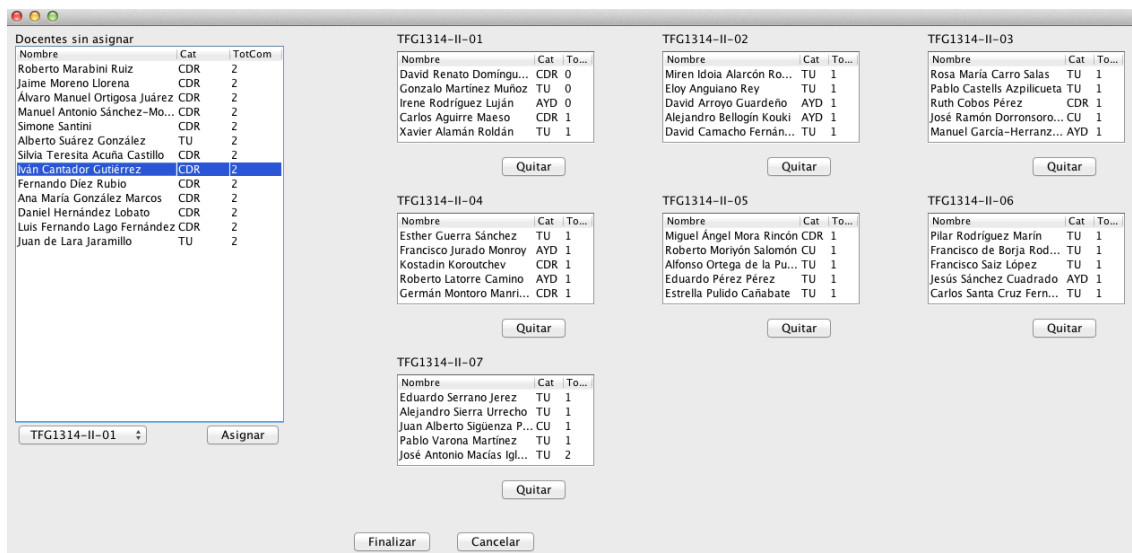 Docentes sin asignar
Nombre Cat TotCom
Roberto Marabini Ruiz CDR 2
Jaime Moreno Llorena CDR 2
Álvaro Manuel Ortigosa Juárez CDR 2
Manuel Antonio Sánchez-Mo... CDR 2
Simone Santini CDR 2
Alberto Suárez González TU 2
Silvia Teresita Acuña Castillo CDR 2
Iván Cantador Gutiérrez CDR 2
Fernando Díez Rubio CDR 2
Ana María González Marcos CDR 2
Daniel Hernández Lobato CDR 2
Luis Fernando Lago Fernández CDR 2
Juan de Lara Jaramillo TU 2
TFG1314-II-01 Asignar
TFG1314-II-01
Nombre Cat To...
David Renato Domíngu... CDR 0
Gonzalo Martínez Muñoz TU 0
Irene Rodríguez Luján AYD 0
Carlos Aguirre Maeso CDR 1
Xavier Alamán Roldán TU 1
Quitar
TFG1314-II-02
Nombre Cat To...
Miren Idoia Alarcón Ro... TU 1
Eloy Anguiano Rey TU 1
David Arroyo Guardeño AYD 1
Alejandro Bellogín Kouki AYD 1
David Camacho Fernán... TU 1
Quitar
TFG1314-II-03
Nombre Cat To...
Rosa María Carro Salas TU 1
Pablo Castells Azpilicueta TU 1
Ruth Cobos Pérez CDR 1
José Ramón Dorronsoro... CU 1
Manuel García-Herranz... AYD 1
Quitar
TFG1314-II-04
Nombre Cat To...
Esther Guerra Sánchez TU 1
Francisco Jurado Monroy AYD 1
Kostadin Koroutchev CDR 1
Roberto Latorre Camino AYD 1
Germán Montoro Manri... CDR 1
Quitar
TFG1314-II-05
Nombre Cat To...
Miguel Ángel Mora Rincón CDR 1
Roberto Moriyón Salomón CU 1
Alfonso Ortega de la Pu... TU 1
Eduardo Pérez Pérez TU 1
Estrella Pulido Cañabate TU 1
Quitar
TFG1314-II-06
Nombre Cat To...
Pilar Rodríguez Marín TU 1
Francisco de Borja Rod... TU 1
Francisco Saiz López TU 1
Jesús Sánchez Cuadrado AYD 1
Carlos Santa Cruz Fern... TU 1
Quitar
TFG1314-II-07
Nombre Cat To...
Eduardo Serrano Jerez TU 1
Alejandro Sierra Urrecho TU 1
Juan Alberto Sigüenza P... CU 1
Pablo Varona Martínez TU 1
José Antonio Macías Igl... TU 2
Quitar
Finalizar Cancelar